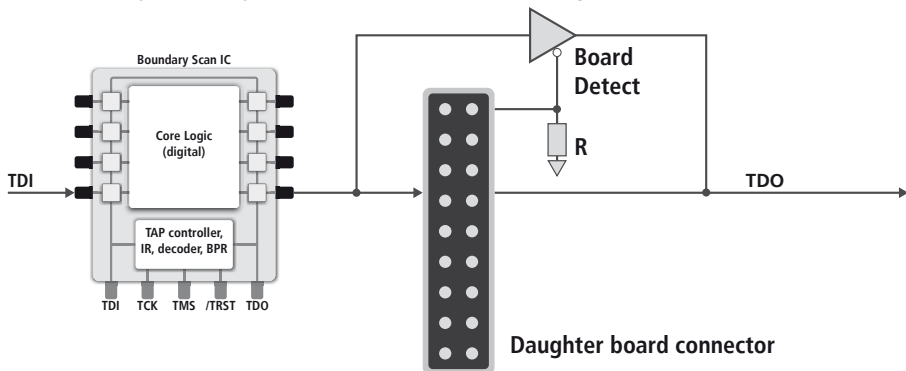 Boundary Scan IC
Board
Detect
Core Logic
(digital)
R
TDI
TDO
TAP controller,
IR, decoder, BPR
TDI TCK TMS /TRST TDO
Daughter board connector